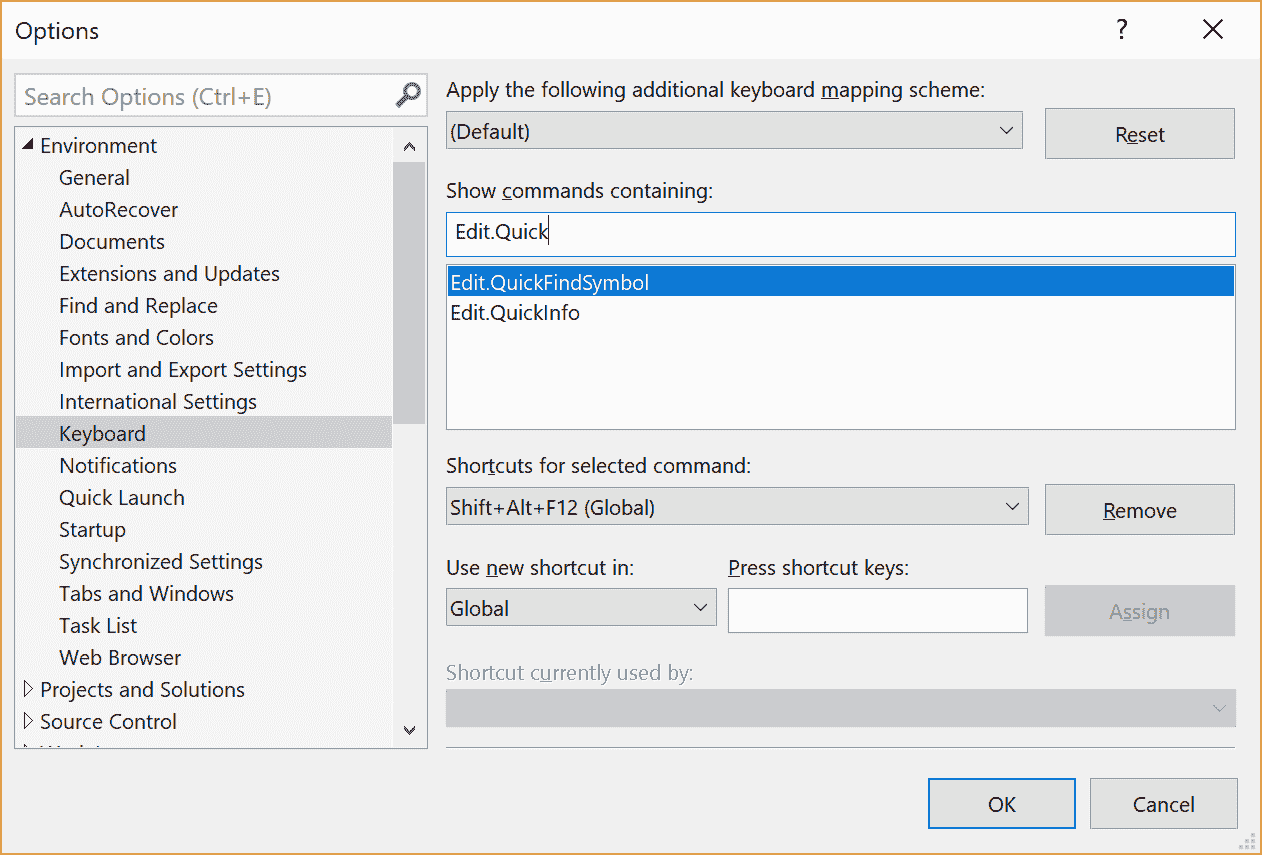 Options
?
Search Options (Ctrl+E)
Environment
General
AutoRecover
Documents
Extensions and Updates
Find and Replace
Fonts and Colors
Import and Export Settings
International Settings
Keyboard
Notifications
Quick Launch
Startup
Synchronized Settings
Tabs and Windows
Task List
Web Browser
Projects and Solutions
Source Control
Apply the following additional keyboard mapping scheme:
(Default)
Reset
Show commands containing:
Edit.Quick
Edit.QuickFindSymbol
Edit.QuickInfo
Shortcuts for selected command:
Shift+Alt+F12 (Global)
Remove
Use new shortcut in:
Press shortcut keys:
Global
Assign
Shortcut currently used by:
OK
Cancel